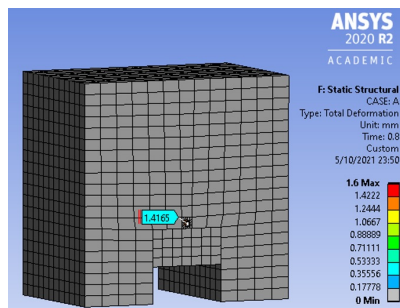 ANSYS
2020 R2
ACADEMIC
F: Static Structural
CASE: A
Type: Total Deformation
Unit: mm
Time: 0.8
Custom
5/10/2021 23:50
1.6 Max
1.4222
1.2444
1.0667
0.88889
0.71111
0.53333
0.35556
0.17778
0 Min
1.4165